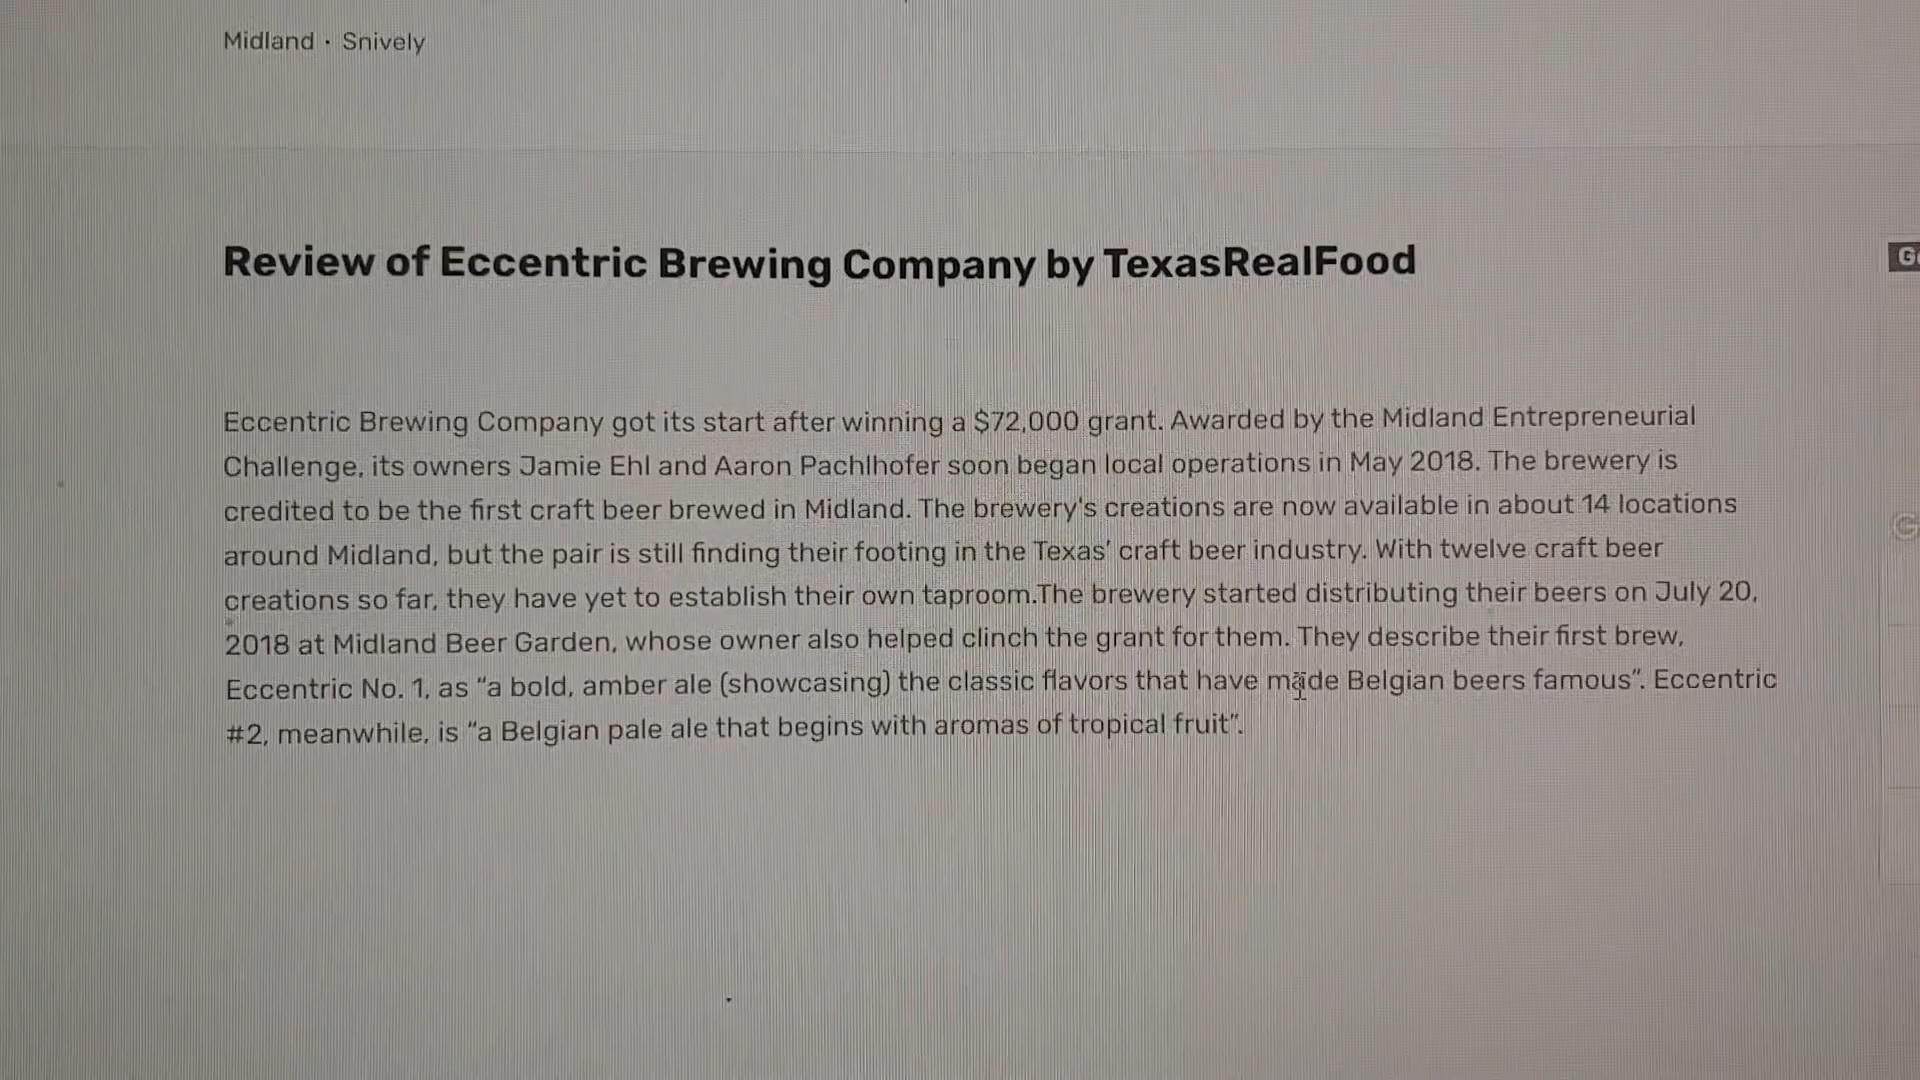 Midland · Snively
Review of Eccentric Brewing Company by TexasRealFood
Eccentric Brewing Company got its start after winning a $72,000 grant. Awarded by the Midland Entrepreneurial
Challenge, its owners Jamie Ehl and Aaron Pachlhofer soon began local operations in May 2018. The brewery is
credited to be the first craft beer brewed in Midland. The brewery's creations are now available in about 14 locations
around Midland, but the pair is still finding their footing in the Texas’ craft beer industry. With twelve craft beer
creations so far, they have yet to establish their own taproom.The brewery started distributing their beers on July 20,
2018 at Midland Beer Garden, whose owner also helped clinch the grant for them. They describe their first brew,
Eccentric No. 1, as “a bold, amber ale (showcasing) the classic flavors that have made Belgian beers famous”. Eccentric
#2, meanwhile, is “a Belgian pale ale that begins with aromas of tropical fruit”.